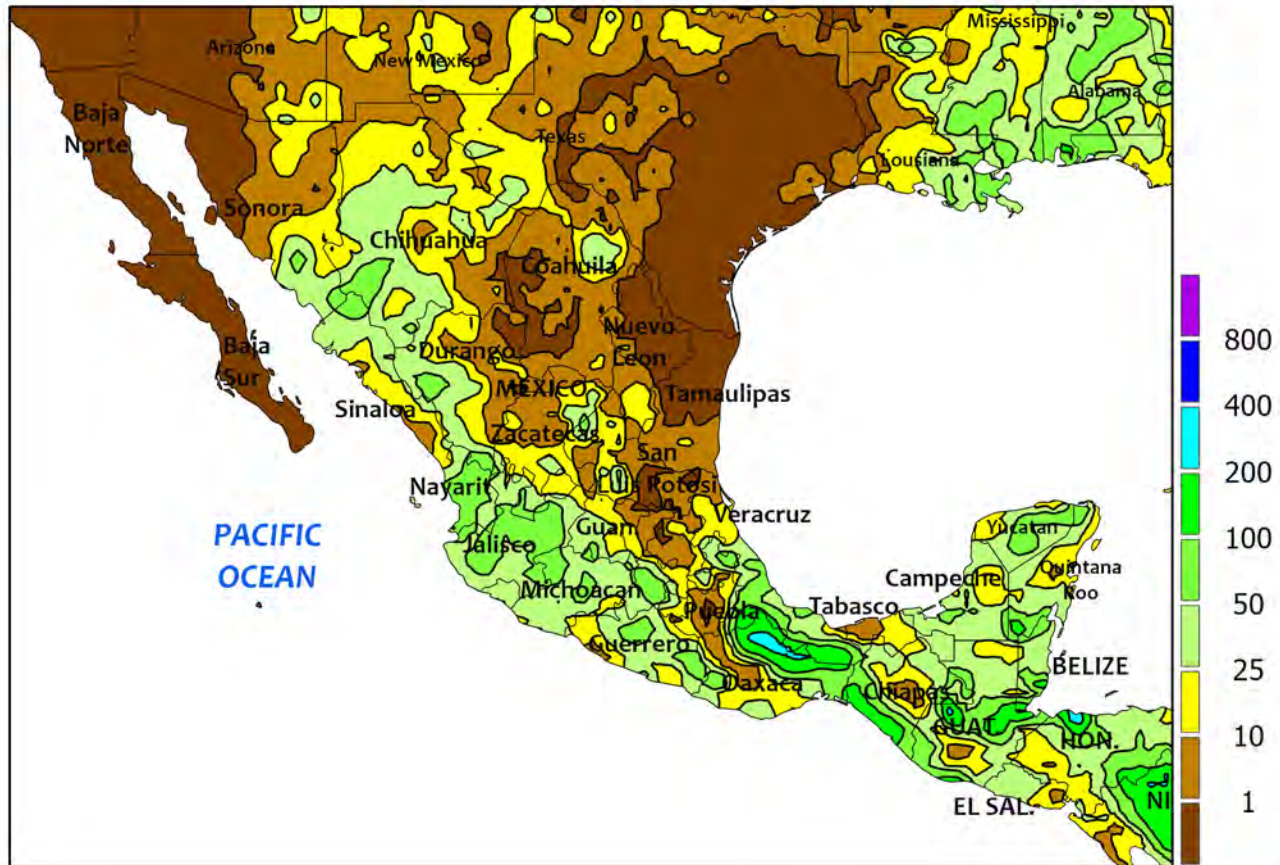 Mississippi
Arizona
New Mexico
Alabama
Baja
Norte
Texas
Lousiana
Sonora
Chihuahua
Coahuila
Nuevo
Leon
Baja
Sur
Durango
MEXICO
Tamaulipas
Sinaloa
Zacatecas
San
Luis Potosi
Nayarit
Veracruz
Guan
Yucatan
PACIFIC
OCEAN
Jalisco
Quintana
Roo
Campeche
Michoacan
Puebla
Tabasco
Guerrero
BELIZE
Oaxaca
Chiapas
GUAT.
HON.
EL SAL.
NI
800
400
200
100
50
25
10
1